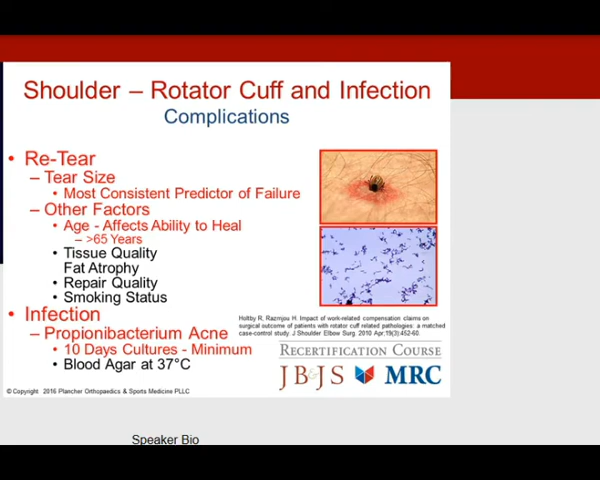 Shoulder – Rotator Cuff and Infection
Complications
• Re-Tear
– Tear Size
• Most Consistent Predictor of Failure
– Other Factors
• Age - Affects Ability to Heal
– >65 Years
• Tissue Quality
Fat Atrophy
• Repair Quality
• Smoking Status
• Infection
– Propionibacterium Acne
• 10 Days Cultures - Minimum
• Blood Agar at 37°C
Holtby R, Razmjou H. Impact of work-related compensation claims on
surgical outcome of patients with rotator cuff related pathologies: a matched
case-control study. J Shoulder Elbow Surg. 2010 Apr;19(3):452-60.
RECERTIFICATION COURSE
JB&JS MRC
© Copyright 2016 Plancher Orthopaedics & Sports Medicine PLLC
Speaker Bio